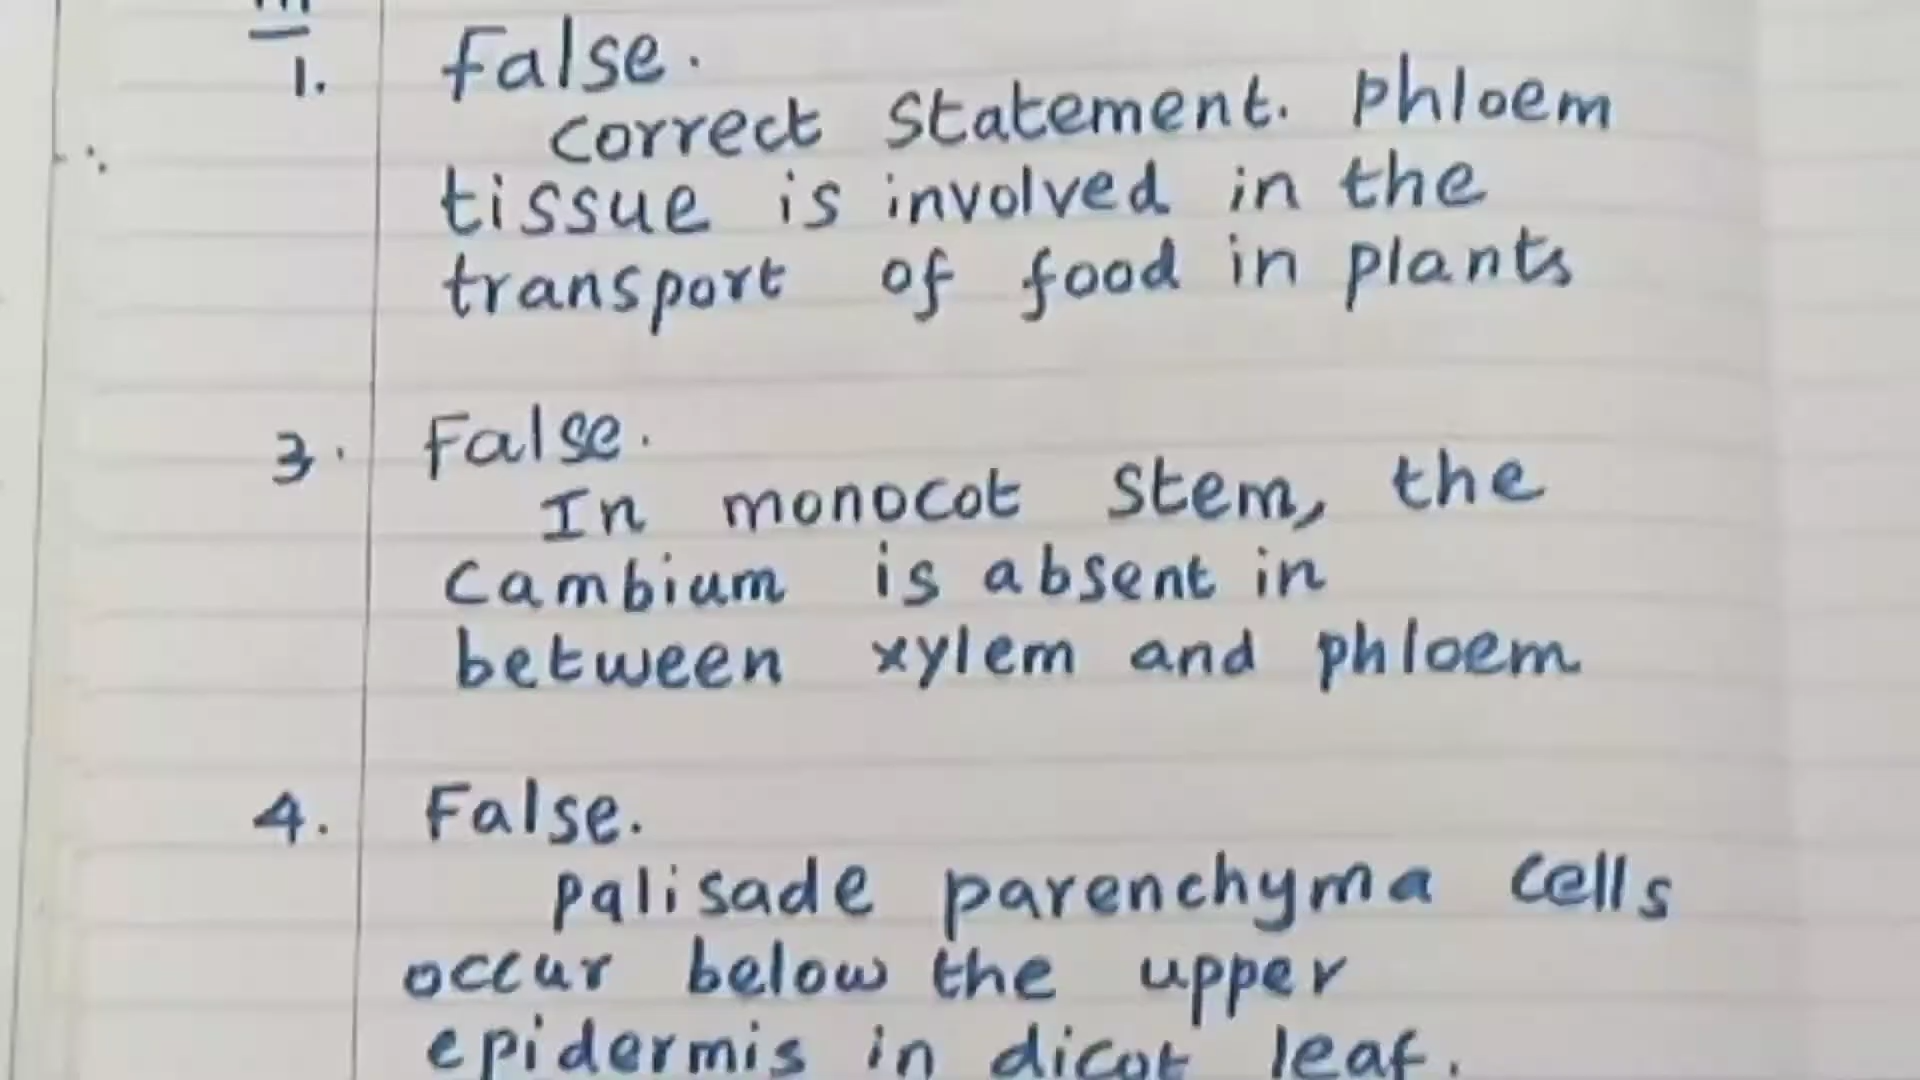 III
1. False.
correct statement. phloem
tissue is involved in the
transport of food in plants
3. False.
In monocot stem, the
cambium is absent in
between xylem and phloem
4. False.
palisade parenchyma cells
occur below the upper
epidermis in dicot leaf.